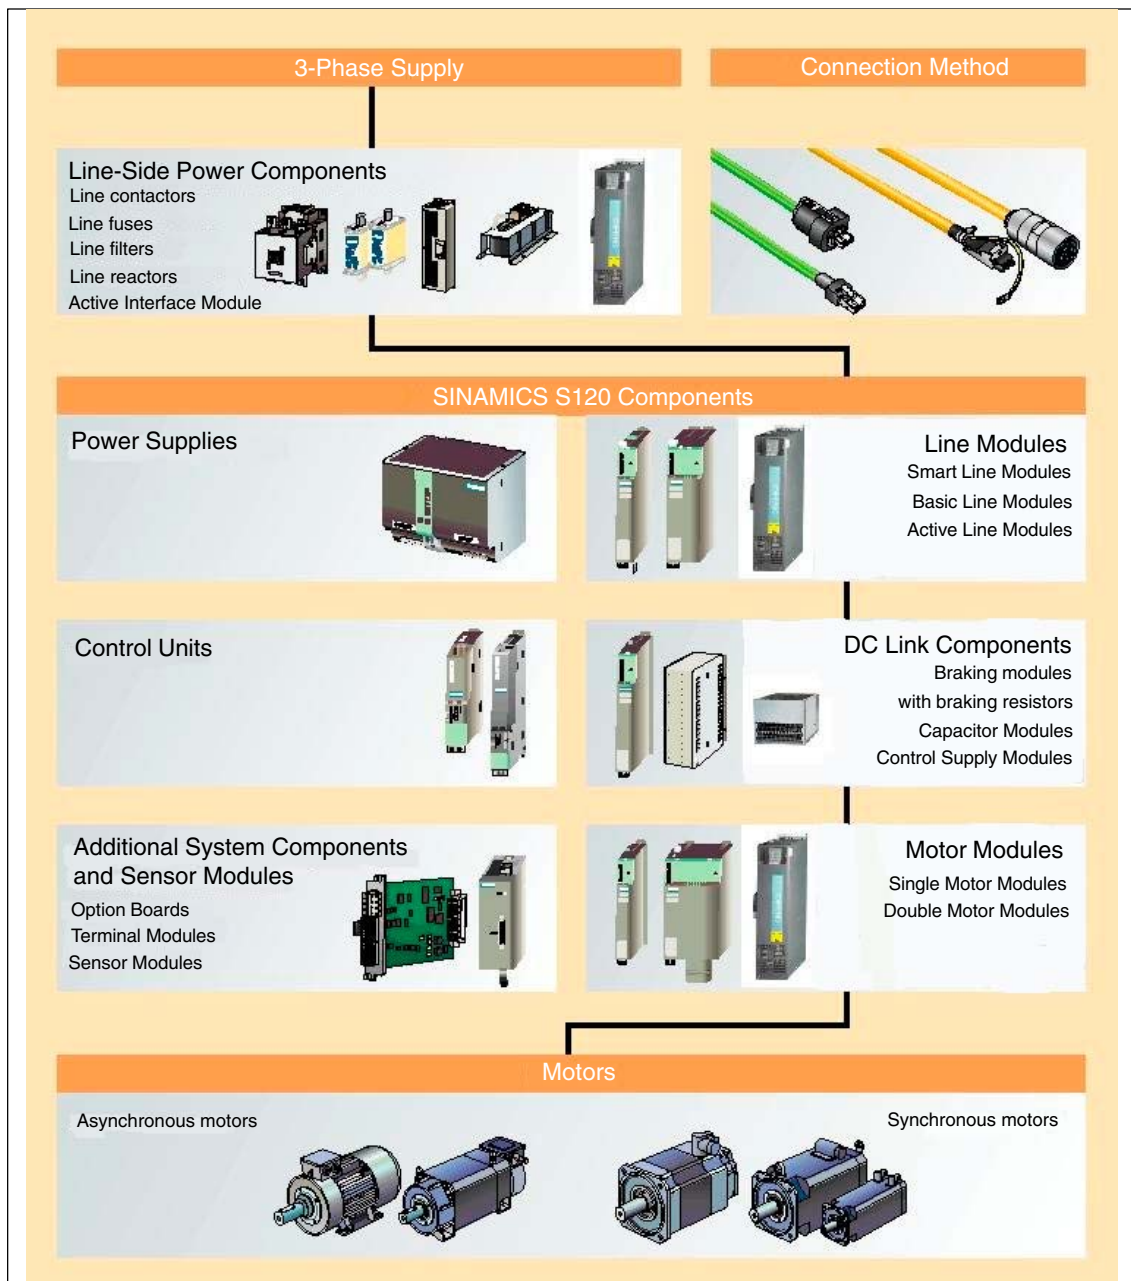 3-Phase Supply
Connection Method
Line-Side Power Components
Line contactors
Line fuses
Line filters
Line reactors
Active Interface Module
SINAMICS S120 Components
Power Supplies
Line Modules
Smart Line Modules
Basic Line Modules
Active Line Modules
Control Units
DC Link Components
Braking modules
with braking resistors
Capacitor Modules
Control Supply Modules
Additional System Components
and Sensor Modules
Option Boards
Terminal Modules
Sensor Modules
Motor Modules
Single Motor Modules
Double Motor Modules
Motors
Asynchronous motors
Synchronous motors